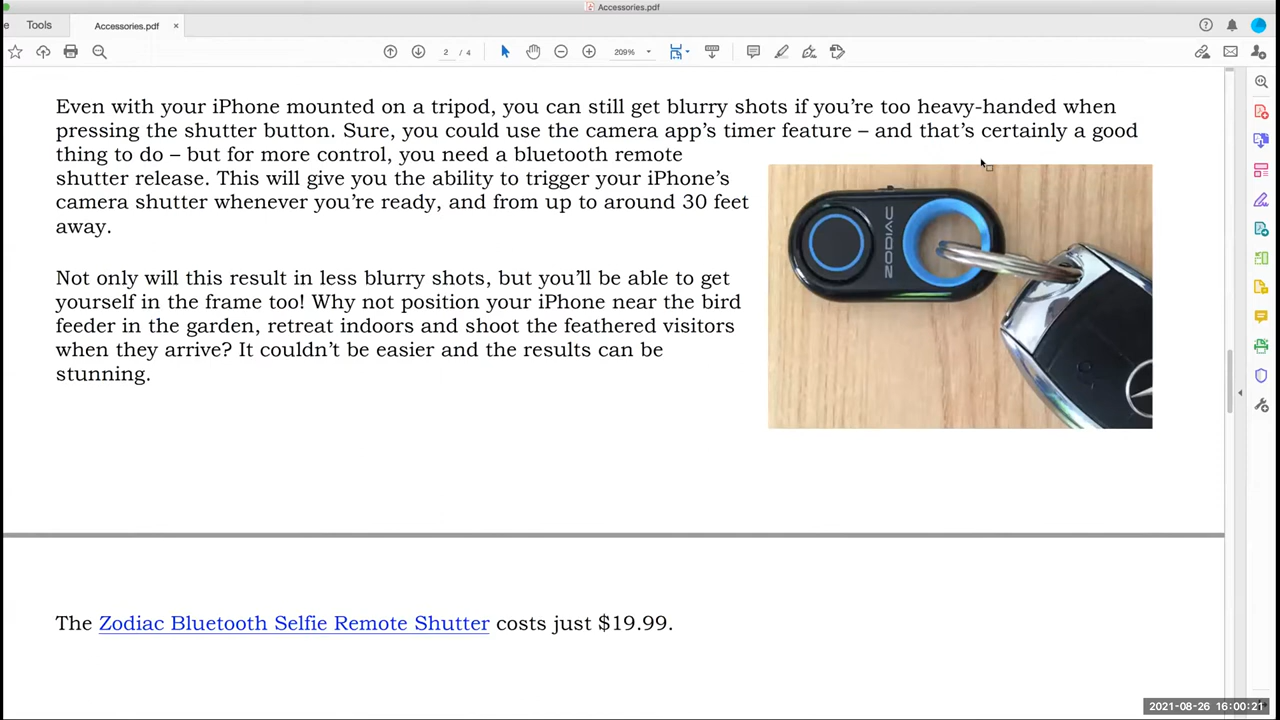 Accessories.pdf
e
Tools
Accessories.pdf ×
2 / 4
209%
Even with your iPhone mounted on a tripod, you can still get blurry shots if you’re too heavy-handed when
pressing the shutter button. Sure, you could use the camera app’s timer feature – and that’s certainly a good
thing to do – but for more control, you need a bluetooth remote
shutter release. This will give you the ability to trigger your iPhone’s
camera shutter whenever you’re ready, and from up to around 30 feet
away.
ZODIAC
Not only will this result in less blurry shots, but you’ll be able to get
yourself in the frame too! Why not position your iPhone near the bird
feeder in the garden, retreat indoors and shoot the feathered visitors
when they arrive? It couldn’t be easier and the results can be
stunning.
The Zodiac Bluetooth Selfie Remote Shutter costs just $19.99.
2021-08-26 16:00:21